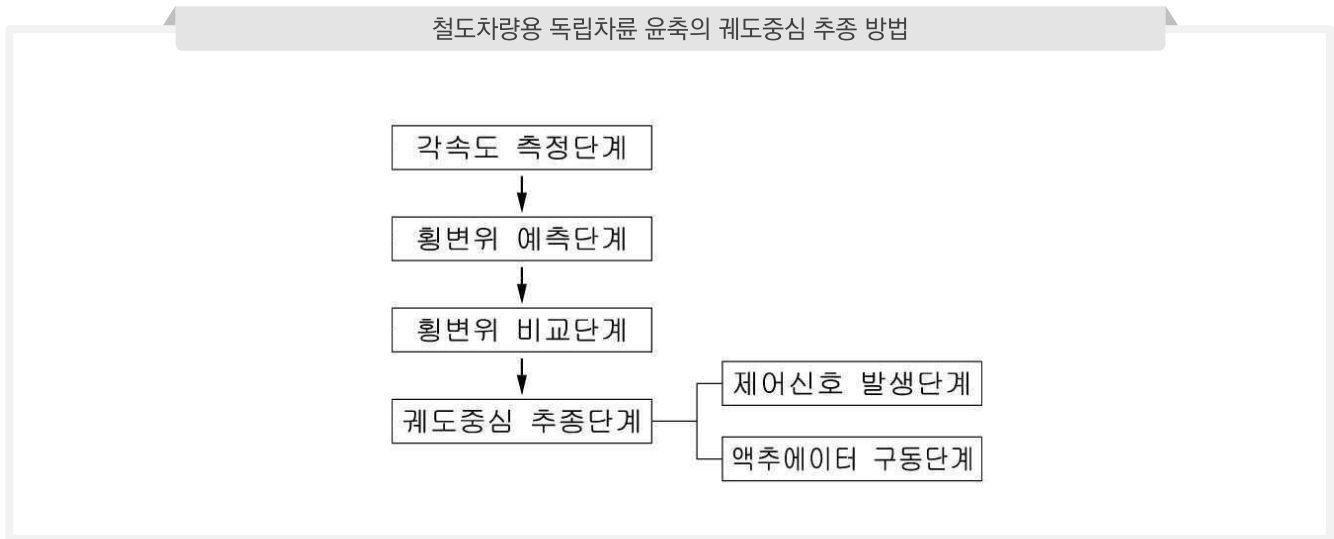 철도차량용 독립차륜 윤축의 궤도중심 추종 방법
각속도 측정단계
횡변위 예측단계
횡변위 비교단계
궤도중심 추종단계
제어신호 발생단계
액추에이터 구동단계